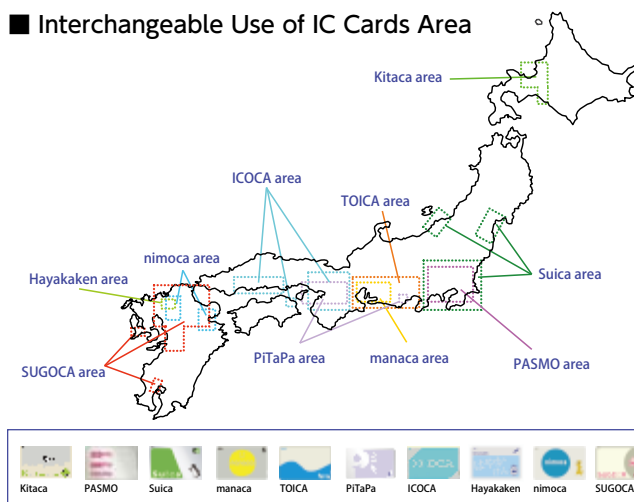 ■ Interchangeable Use of IC Cards Area
Kitaca area
ICOCA area
TOICA area
nimoca area
Hayakaken area
Suica area
SUGOCA area
PiTaPa area
manaca area
PASMO area
Kitaca PASMO Suica manaca TOICA PiTaPa ICOCA Hayakaken nimoca SUGOCA